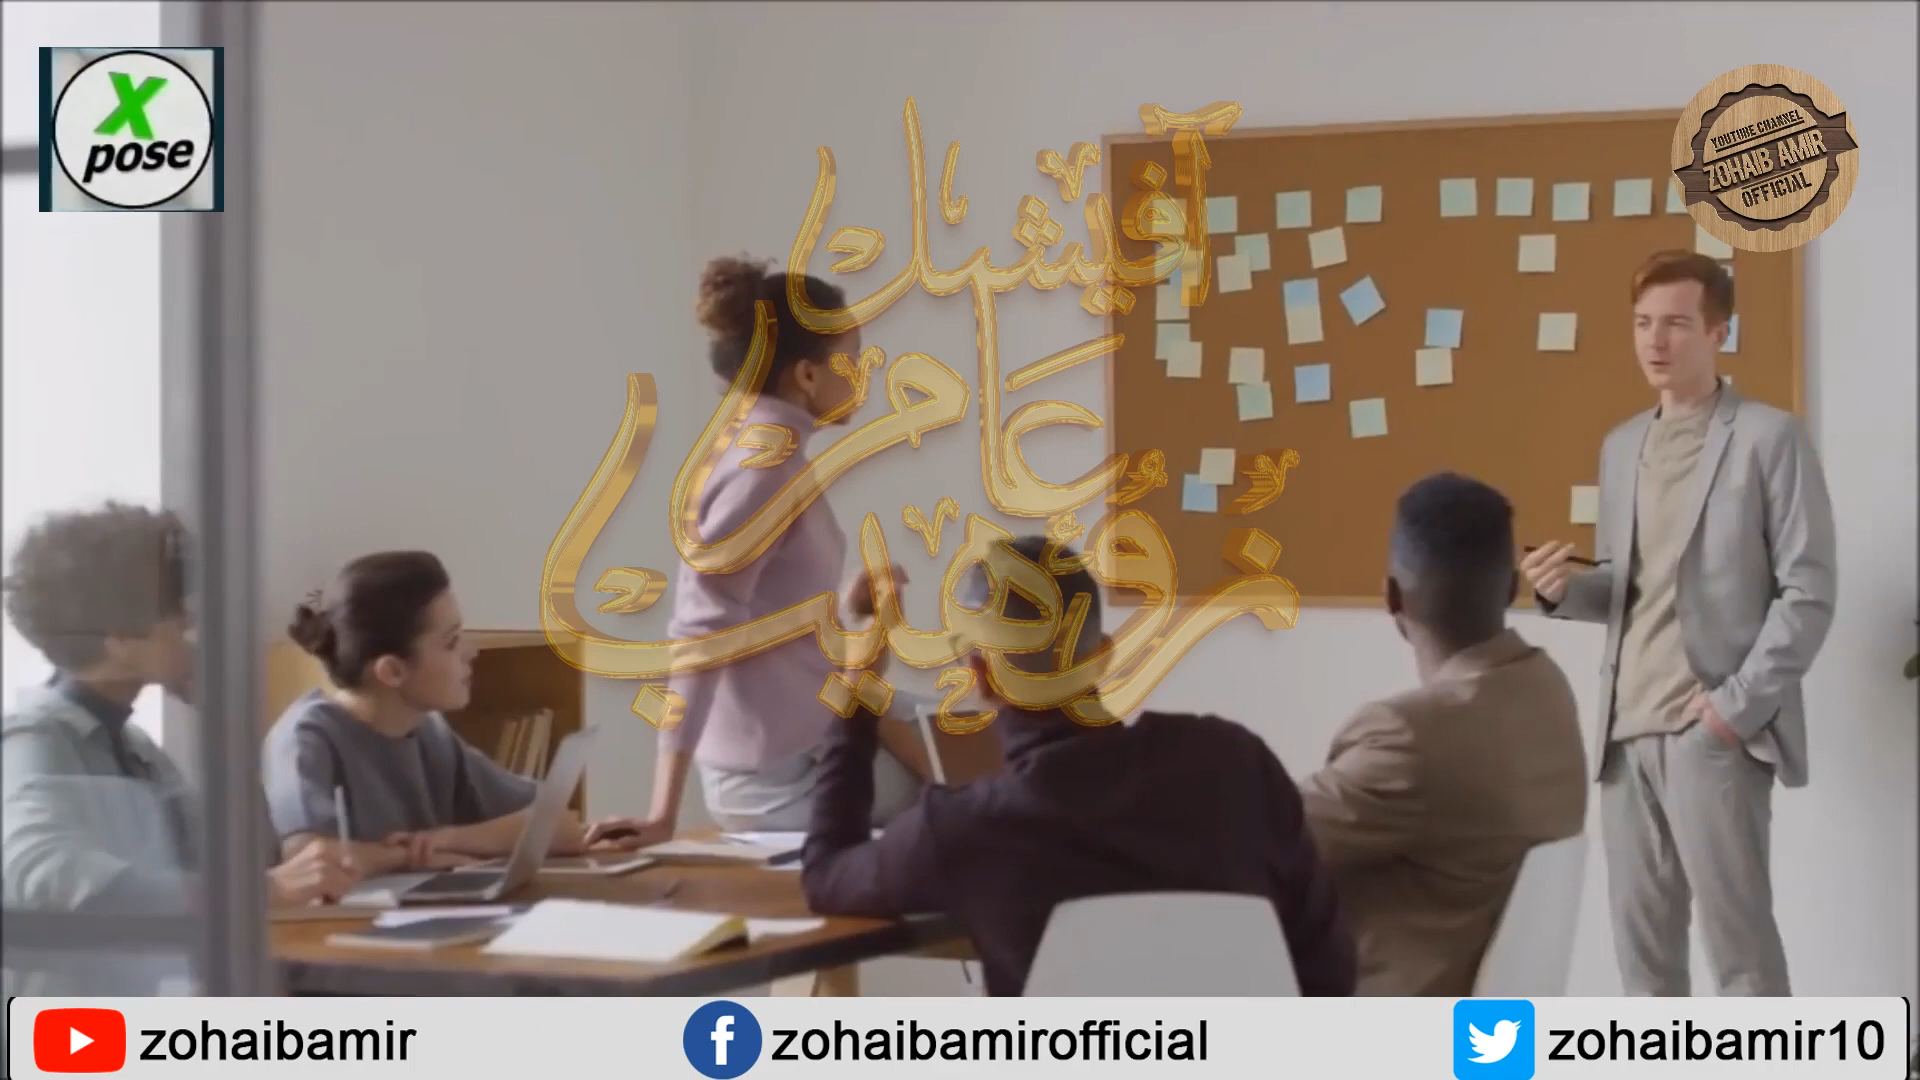 X
pose
YOUTUBE CHANNEL
ZOHAIB AMIR
OFFICIAL
آفیشل
عامر
زوہیب
zohaibamir
zohaibamirofficial
zohaibamir10